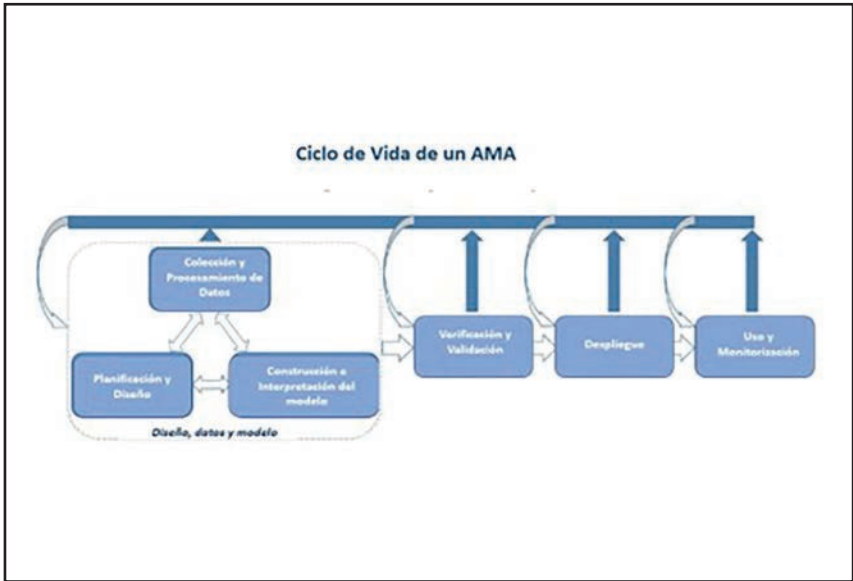 Ciclo de Vida de un AMA
Colección y
Procesamiento de
Datos
Planificación y
Diseño
Construcción e
Interpretación del
modelo
Diseño, datos y modelo
Verificación y
Validación
Despliegue
Uso y
Monitorización